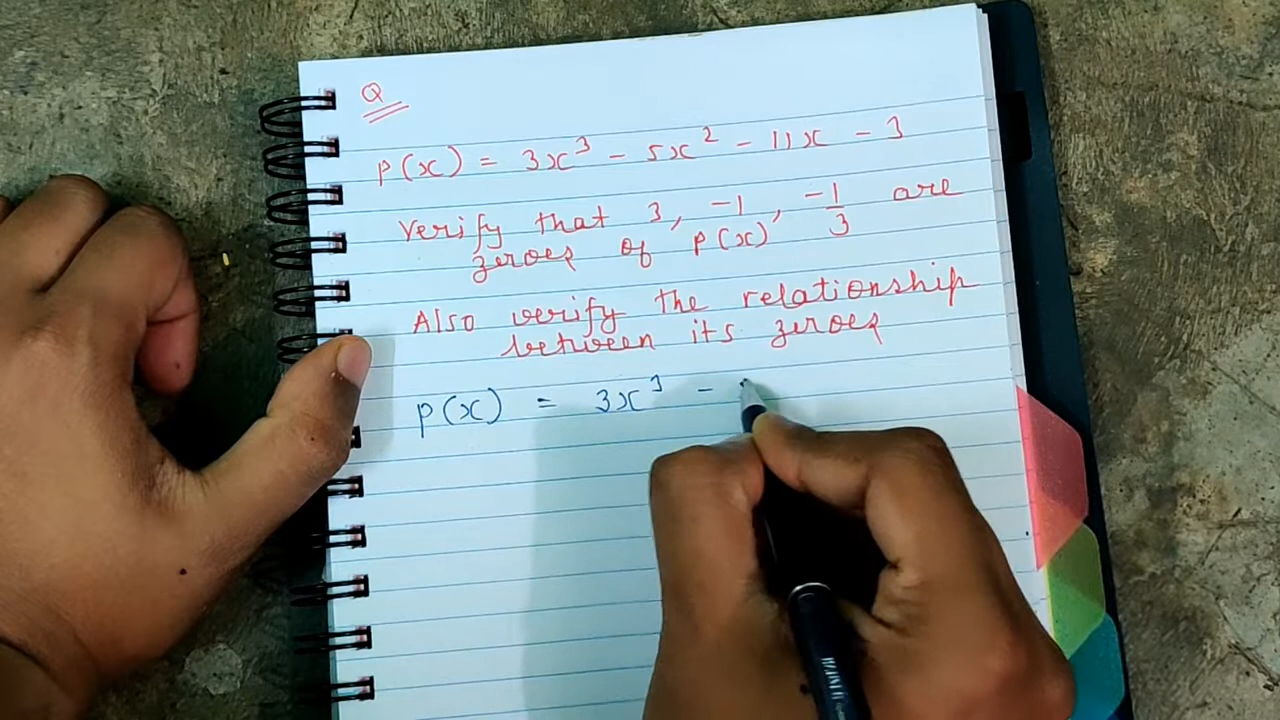 Q
p(x) = 3x³ - 5x² - 11x - 3
Verify that 3, -1, -1/3 are
zeroes of p(x)
Also verify the relationship
between its zeroes
p(x) = 3x³ -